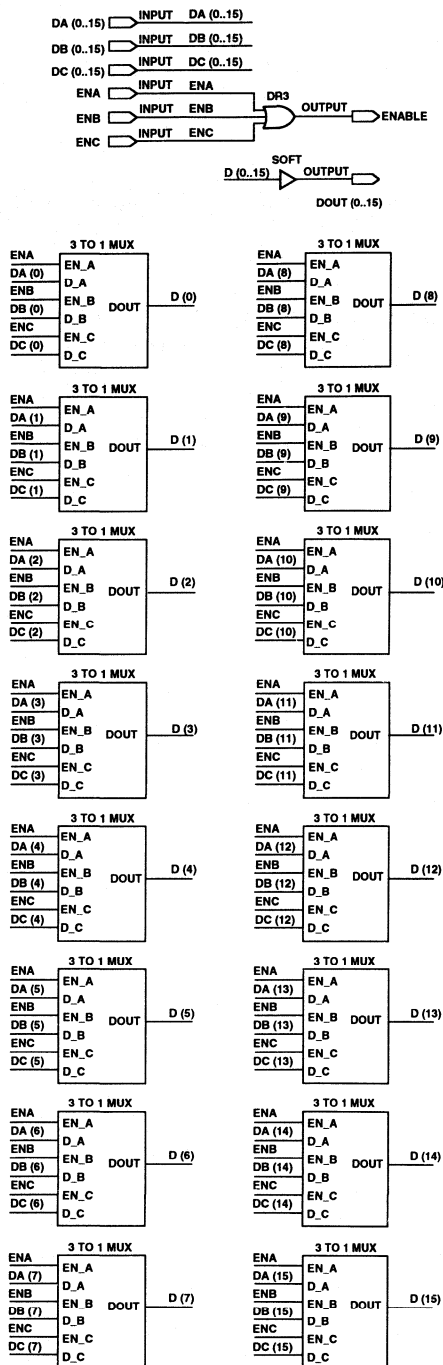 DA (0..15) INPUT DA (0..15)
DB (0..15) INPUT DB (0..15)
DC (0..15) INPUT DC (0..15)
ENA INPUT ENA DR3
ENB INPUT ENB OUTPUT ENABLE
ENC INPUT ENC
SOFT
D (0..15) OUTPUT
DOUT (0..15)
3 TO 1 MUX
ENA EN_A
DA (0) D_A
ENB EN_B DOUT D (0)
DB (0) D_B
ENC EN_C
DC (0) D_C
3 TO 1 MUX
ENA EN_A
DA (8) D_A
ENB EN_B DOUT D (8)
DB (8) D_B
ENC EN_C
DC (8) D_C
3 TO 1 MUX
ENA EN_A
DA (1) D_A
ENB EN_B DOUT D (1)
DB (1) D_B
ENC EN_C
DC (1) D_C
3 TO 1 MUX
ENA EN_A
DA (9) D_A
ENB EN_B DOUT D (9)
DB (9) D_B
ENC EN_C
DC (9) D_C
3 TO 1 MUX
ENA EN_A
DA (2) D_A
ENB EN_B DOUT D (2)
DB (2) D_B
ENC EN_C
DC (2) D_C
3 TO 1 MUX
ENA EN_A
DA (10) D_A
ENB EN_B DOUT D (10)
DB (10) D_B
ENC EN_C
DC (10) D_C
3 TO 1 MUX
ENA EN_A
DA (3) D_A
ENB EN_B DOUT D (3)
DB (3) D_B
ENC EN_C
DC (3) D_C
3 TO 1 MUX
ENA EN_A
DA (11) D_A
ENB EN_B DOUT D (11)
DB (11) D_B
ENC EN_C
DC (11) D_C
3 TO 1 MUX
ENA EN_A
DA (4) D_A
ENB EN_B DOUT D (4)
DB (4) D_B
ENC EN_C
DC (4) D_C
3 TO 1 MUX
ENA EN_A
DA (12) D_A
ENB EN_B DOUT D (12)
DB (12) D_B
ENC EN_C
DC (12) D_C
3 TO 1 MUX
ENA EN_A
DA (5) D_A
ENB EN_B DOUT D (5)
DB (5) D_B
ENC EN_C
DC (5) D_C
3 TO 1 MUX
ENA EN_A
DA (13) D_A
ENB EN_B DOUT D (13)
DB (13) D_B
ENC EN_C
DC (13) D_C
3 TO 1 MUX
ENA EN_A
DA (6) D_A
ENB EN_B DOUT D (6)
DB (6) D_B
ENC EN_C
DC (6) D_C
3 TO 1 MUX
ENA EN_A
DA (14) D_A
ENB EN_B DOUT D (14)
DB (14) D_B
ENC EN_C
DC (14) D_C
3 TO 1 MUX
ENA EN_A
DA (7) D_A
ENB EN_B DOUT D (7)
DB (7) D_B
ENC EN_C
DC (7) D_C
3 TO 1 MUX
ENA EN_A
DA (15) D_A
ENB EN_B DOUT D (15)
DB (15) D_B
ENC EN_C
DC (15) D_C